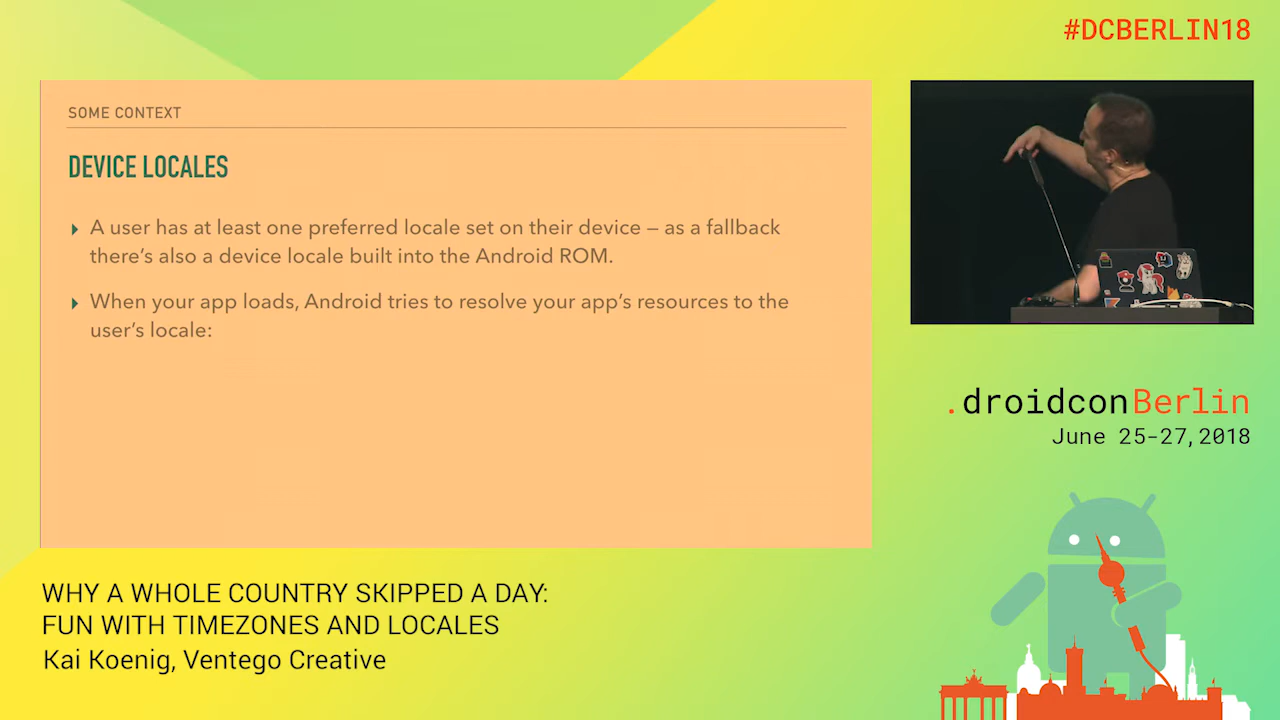 #DCBERLIN18
SOME CONTEXT
DEVICE LOCALES
A user has at least one preferred locale set on their device – as a fallback
there's also a device locale built into the Android ROM.
When your app loads, Android tries to resolve your app's resources to the
user's locale:
.droidconBerlin
June 25-27,2018
WHY A WHOLE COUNTRY SKIPPED A DAY:
FUN WITH TIMEZONES AND LOCALES
Kai Koenig, Ventego Creative